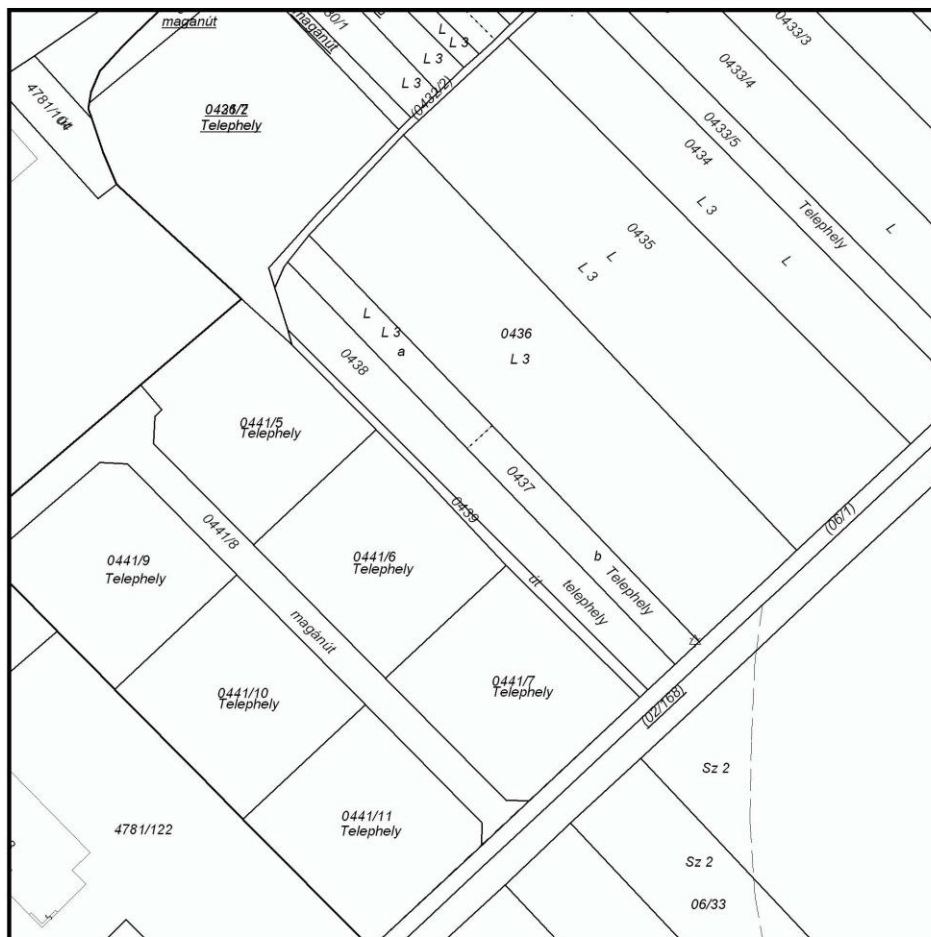 magánút
30/1
magánút
L
L 3
L 3
L 3
(0432/2)
0433/3
0433/4
0433/5
0434
L 3
Telephely
L
L
4781/104
Telephely
0435
L
L 3
0436
L 3
L
L 3
a
0438
0441/5
Telephely
0437
0439
(06/1)
0441/8
0441/9
Telephely
0441/6
Telephely
b
Telephely
út
telephely
magánút
0441/10
Telephely
0441/7
Telephely
(02/168)
Sz 2
0441/11
Telephely
4781/122
Sz 2
06/33